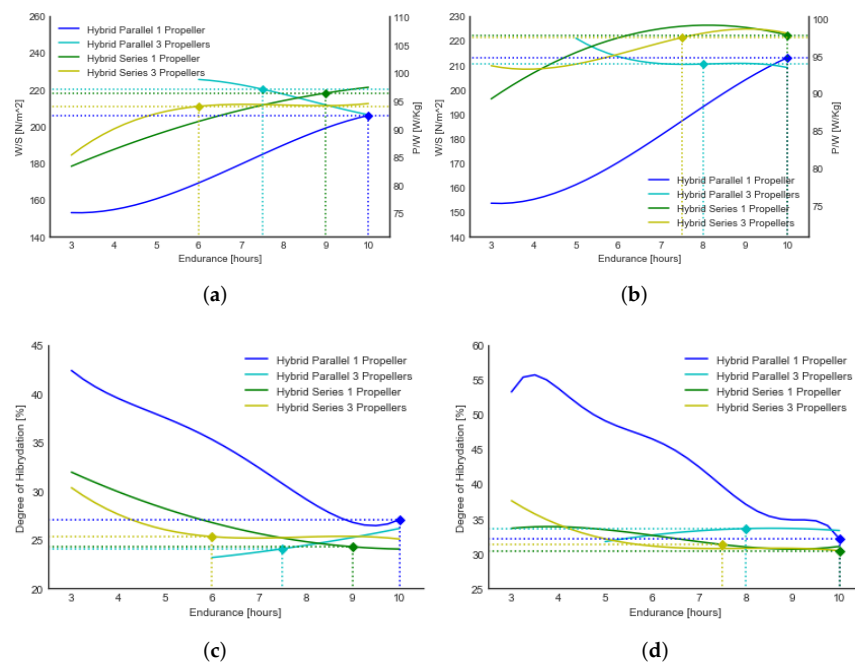 260
240
220
200
180
160
140
W/S [N/m^2]
Hybrid Parallel 1 Propeller
Hybrid Parallel 3 Propellers
Hybrid Series 1 Propeller
Hybrid Series 3 Propellers
110
105
100
95
90
85
80
75
P/W [W/Kg]
3 4 5 6 7 8 9 10
Endurance [hours]
(a)
230
220
210
200
190
180
170
160
150
140
W/S [N/m^2]
Hybrid Parallel 1 Propeller
Hybrid Parallel 3 Propellers
Hybrid Series 1 Propeller
Hybrid Series 3 Propellers
100
95
90
85
80
75
P/W [W/Kg]
3 4 5 6 7 8 9 10
Endurance [hours]
(b)
45
40
35
30
25
20
Degree of Hibrydation [%]
Hybrid Parallel 1 Propeller
Hybrid Parallel 3 Propellers
Hybrid Series 1 Propeller
Hybrid Series 3 Propellers
3 4 5 6 7 8 9 10
Endurance [hours]
(c)
60
55
50
45
40
35
30
25
Degree of Hibrydation [%]
Hybrid Parallel 1 Propeller
Hybrid Parallel 3 Propellers
Hybrid Series 1 Propeller
Hybrid Series 3 Propellers
3 4 5 6 7 8 9 10
Endurance [hours]
(d)